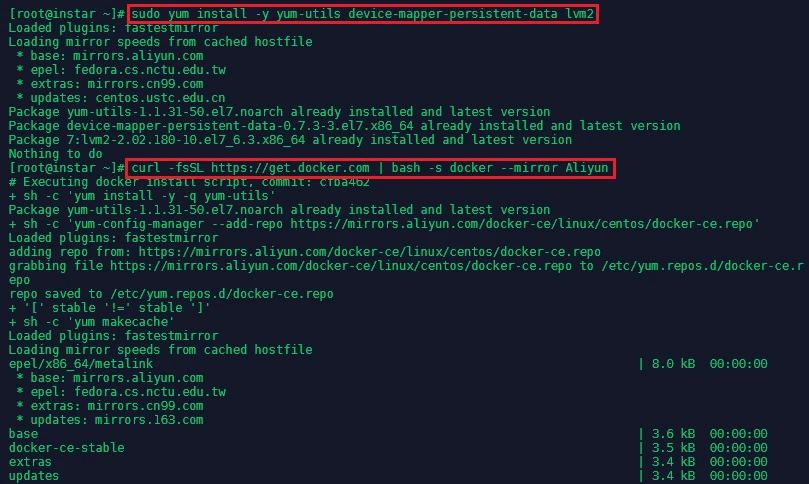 [root@instar ~]# sudo yum install -y yum-utils device-mapper-persistent-data lvm2
Loaded plugins: fastestmirror
Loading mirror speeds from cached hostfile
 * base: mirrors.aliyun.com
 * epel: fedora.cs.nctu.edu.tw
 * extras: mirrors.cn99.com
 * updates: centos.ustc.edu.cn
Package yum-utils-1.1.31-50.el7.noarch already installed and latest version
Package device-mapper-persistent-data-0.7.3-3.el7.x86_64 already installed and latest version
Package 7:lvm2-2.02.180-10.el7_6.3.x86_64 already installed and latest version
Nothing to do
[root@instar ~]# curl -fsSL https://get.docker.com | bash -s docker --mirror Aliyun
# Executing docker install script, commit: cfba462
+ sh -c 'yum install -y -q yum-utils'
Package yum-utils-1.1.31-50.el7.noarch already installed and latest version
+ sh -c 'yum-config-manager --add-repo https://mirrors.aliyun.com/docker-ce/linux/centos/docker-ce.repo'
Loaded plugins: fastestmirror
adding repo from: https://mirrors.aliyun.com/docker-ce/linux/centos/docker-ce.repo
grabbing file https://mirrors.aliyun.com/docker-ce/linux/centos/docker-ce.repo to /etc/yum.repos.d/docker-ce.r
epo
repo saved to /etc/yum.repos.d/docker-ce.repo
+ '[' stable '!=' stable ']'
+ sh -c 'yum makecache'
Loaded plugins: fastestmirror
Loading mirror speeds from cached hostfile
epel/x86_64/metalink | 8.0 kB 00:00:00
 * base: mirrors.aliyun.com
 * epel: fedora.cs.nctu.edu.tw
 * extras: mirrors.cn99.com
 * updates: mirrors.163.com
base | 3.6 kB 00:00:00
docker-ce-stable | 3.5 kB 00:00:00
extras | 3.4 kB 00:00:00
updates | 3.4 kB 00:00:00